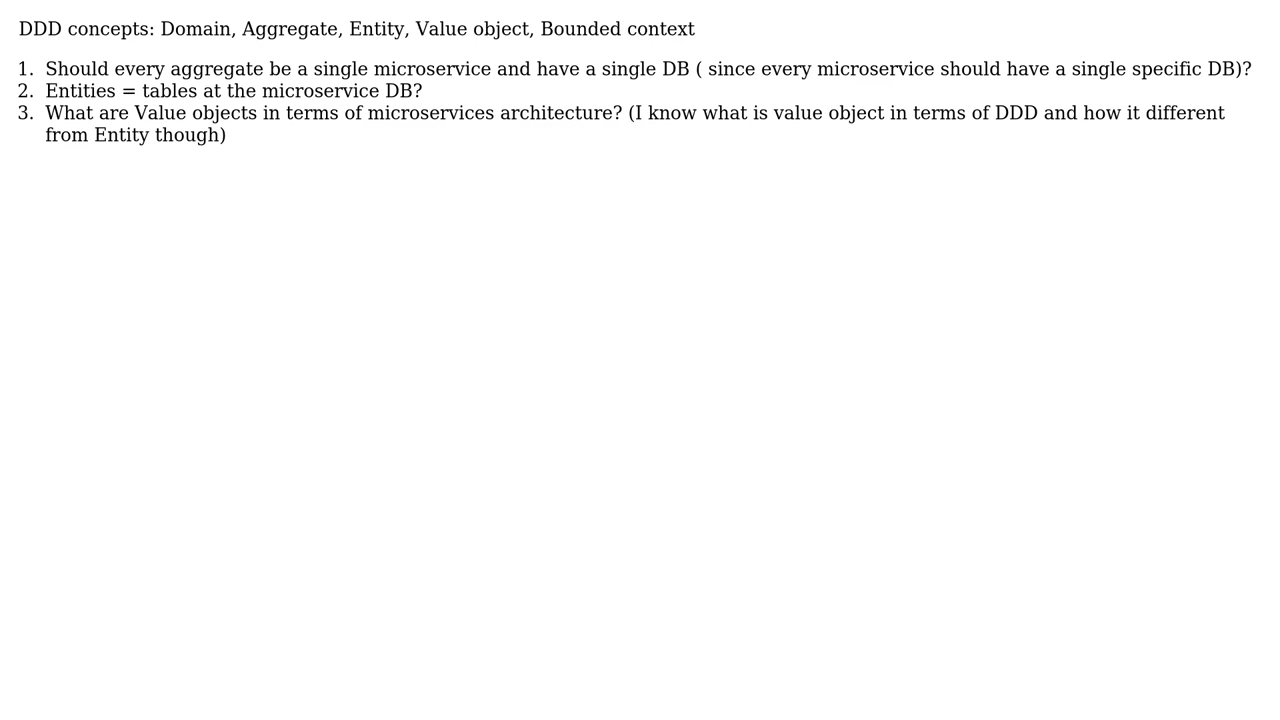 DDD concepts: Domain, Aggregate, Entity, Value object, Bounded context
1. Should every aggregate be a single microservice and have a single DB ( since every microservice should have a single specific DB)?
2. Entities = tables at the microservice DB?
3. What are Value objects in terms of microservices architecture? (I know what is value object in terms of DDD and how it different
from Entity though)